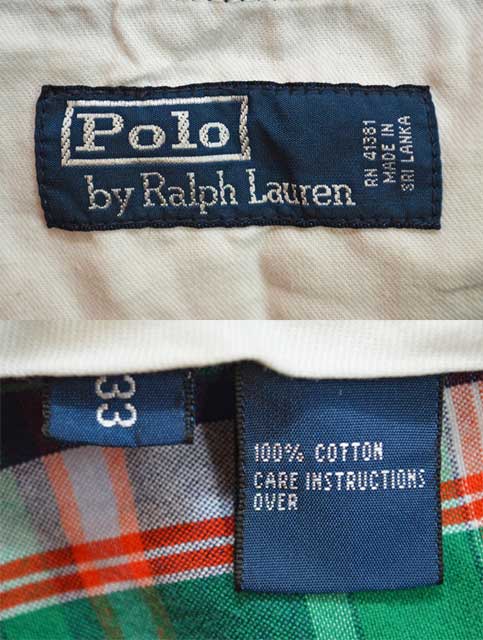 Polo
by Ralph Lauren
RN 41381
MADE IN
SRI LANKA
33
100% COTTON
CARE INSTRUCTIONS
OVER